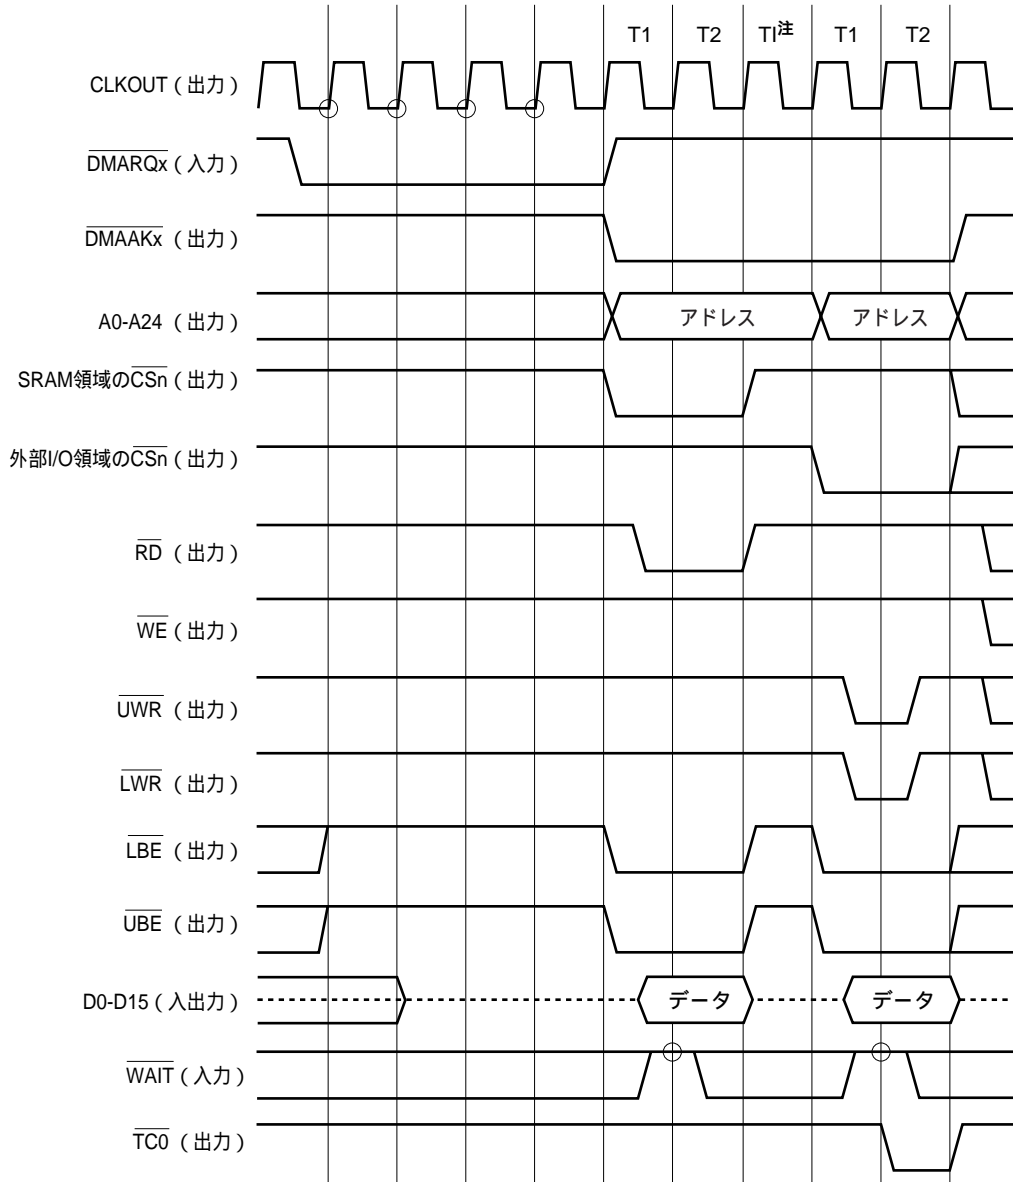 T1 T2 TI注 T1 T2
CLKOUT（出力）
DMARQx（入力）
DMAAKx（出力）
A0-A24（出力） アドレス アドレス
SRAM領域のCSn（出力）
外部I/O領域のCSn（出力）
RD（出力）
WE（出力）
UWR（出力）
LWR（出力）
LBE（出力）
UBE（出力）
D0-D15（入出力） データ データ
WAIT（入力）
TC0（出力）